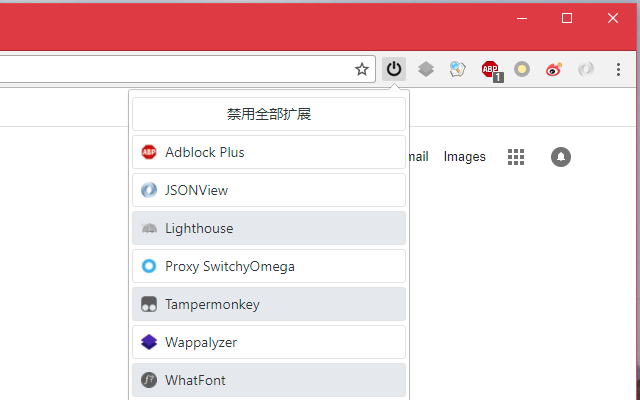 ABP
1
禁用全部扩展
ABP Adblock Plus
mail Images
JSONView
Lighthouse
Proxy SwitchyOmega
Tampermonkey
Wappalyzer
f? WhatFont